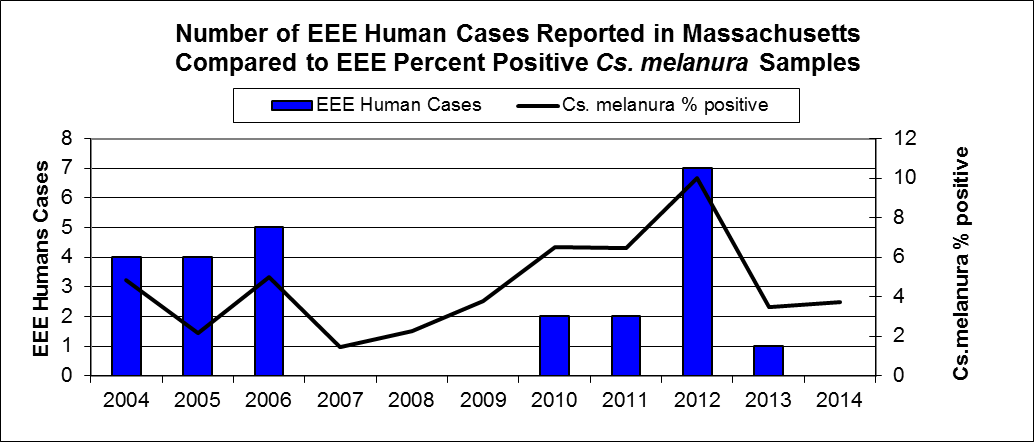 Number of EEE Human Cases Reported in Massachusetts
Compared to EEE Percent Positive Cs. melanura Samples
EEE Human Cases Cs. melanura % positive
EEE Humans Cases
8
7
6
5
4
3
2
1
0
12
10
8
6
4
2
0
Cs.melanura % positive
2004 2005 2006 2007 2008 2009 2010 2011 2012 2013 2014